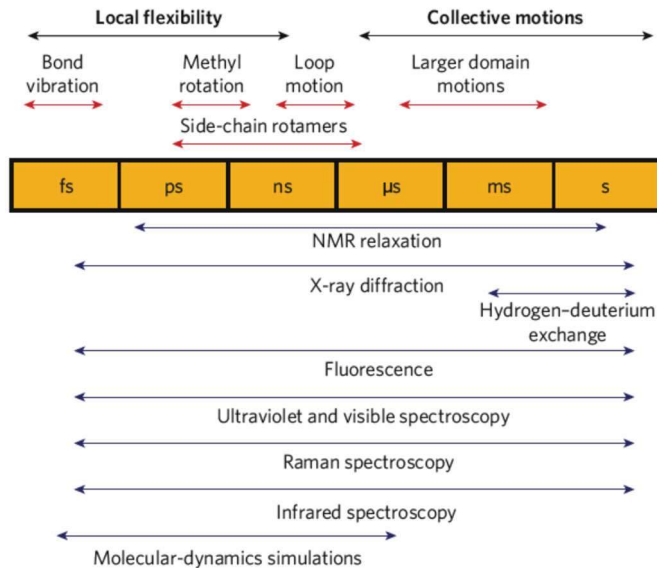 Local flexibility Collective motions
Bond vibration Methyl rotation Loop motion Larger domain motions
Side-chain rotamers
fs ps ns µs ms s
NMR relaxation
X-ray diffraction
Hydrogen–deuterium
exchange
Fluorescence
Ultraviolet and visible spectroscopy
Raman spectroscopy
Infrared spectroscopy
Molecular-dynamics simulations